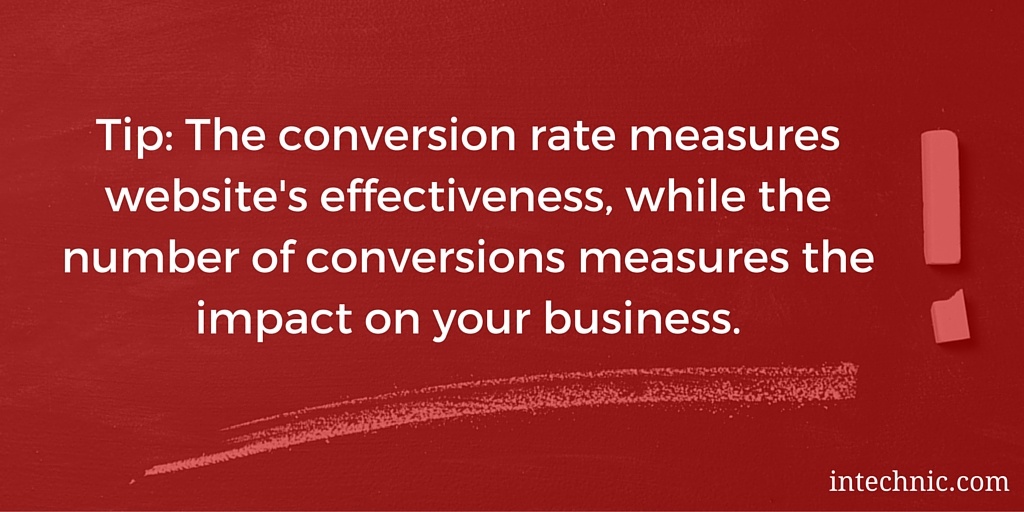 Tip: The conversion rate measures
website's effectiveness, while the
number of conversions measures the
impact on your business.
intechnic.com